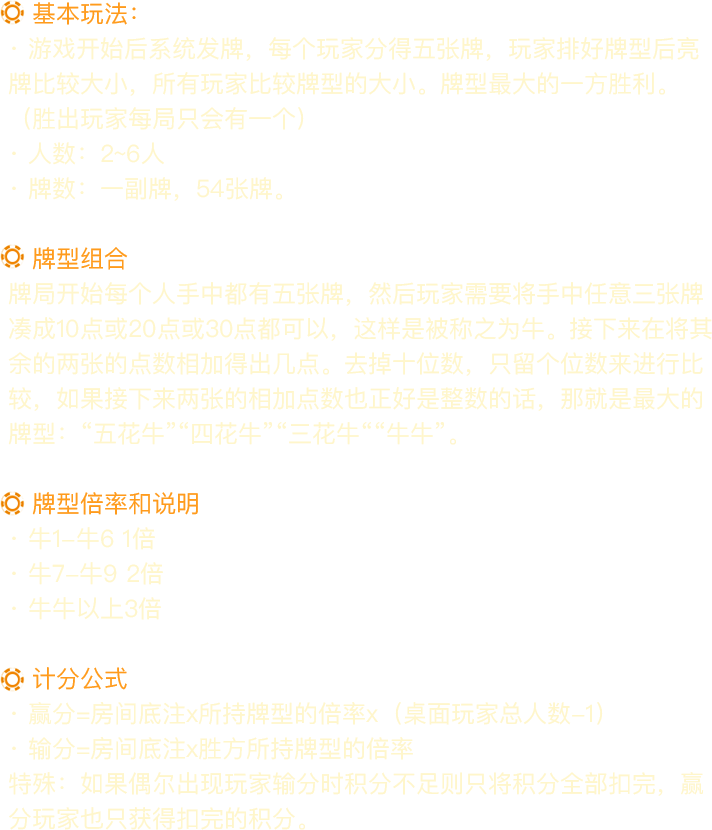 基本玩法：
· 游戏开始后系统发牌，每个玩家分得五张牌，玩家排好牌型后亮
牌比较大小，所有玩家比较牌型的大小。牌型最大的一方胜利。
（胜出玩家每局只会有一个）
· 人数：2~6人
· 牌数：一副牌，54张牌。
牌型组合
牌局开始每个人手中都有五张牌，然后玩家需要将手中任意三张牌
凑成10点或20点或30点都可以，这样是被称之为牛。接下来在将其
余的两张的点数相加得出几点。去掉十位数，只留个位数来进行比
较，如果接下来两张的相加点数也正好是整数的话，那就是最大的
牌型：“五花牛”“四花牛”“三花牛““牛牛”。
牌型倍率和说明
· 牛1-牛6 1倍
· 牛7-牛9 2倍
· 牛牛以上3倍
计分公式
· 赢分=房间底注x所持牌型的倍率x（桌面玩家总人数-1）
· 输分=房间底注x胜方所持牌型的倍率
特殊：如果偶尔出现玩家输分时积分不足则只将积分全部扣完，赢
分玩家也只获得扣完的积分。